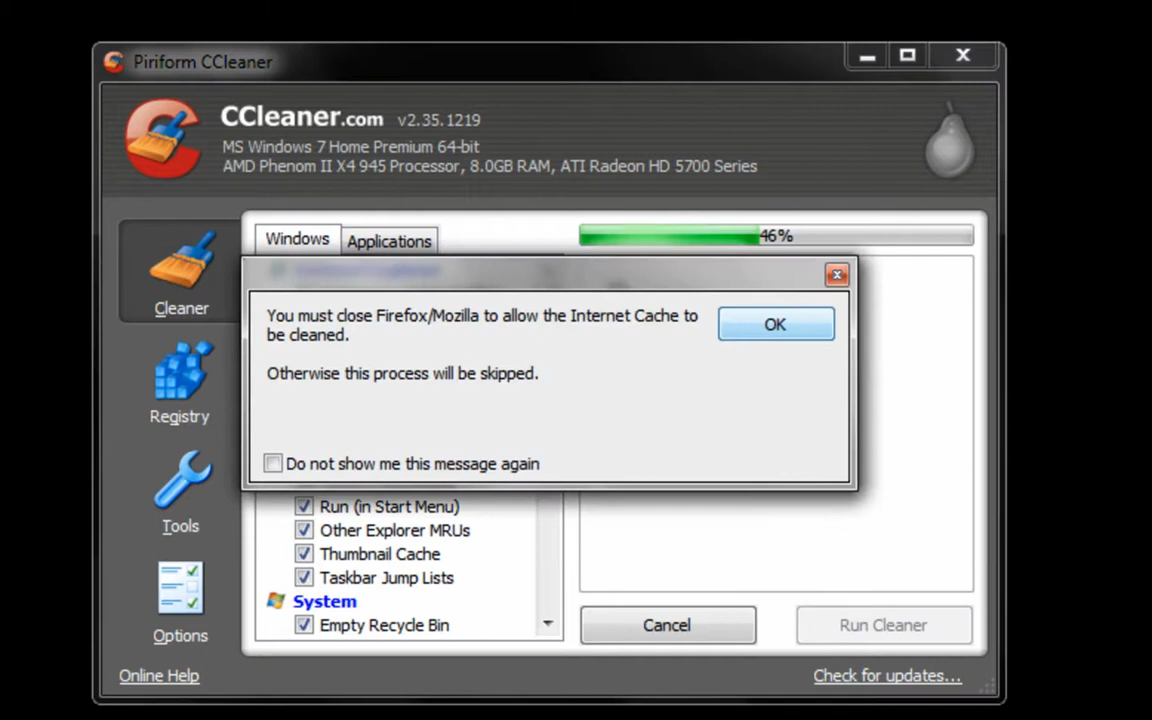 Piriform CCleaner
CCleaner.com v2.35.1219
MS Windows 7 Home Premium 64-bit
AMD Phenom II X4 945 Processor, 8.0GB RAM, ATI Radeon HD 5700 Series
Cleaner
Registry
Tools
Options
Windows
Applications
46%
You must close Firefox/Mozilla to allow the Internet Cache to
be cleaned.
Otherwise this process will be skipped.
OK
Do not show me this message again
Run (in Start Menu)
Other Explorer MRUs
Thumbnail Cache
Taskbar Jump Lists
System
Empty Recycle Bin
Cancel
Run Cleaner
Online Help
Check for updates...